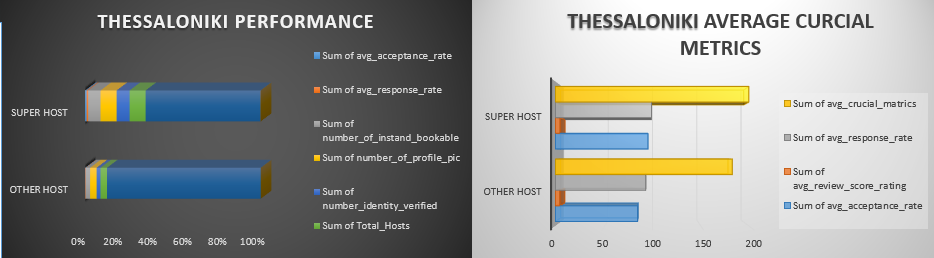 THESSALONIKI PERFORMANCE
Sum of avg_acceptance_rate
Sum of avg_response_rate
SUPER HOST
Sum of
number_of_instand_bookable
Sum of number_of_profile_pic
OTHER HOST
Sum of
number_identity_verified
Sum of Total_Hosts
0% 20% 40% 60% 80% 100%
THESSALONIKI AVERAGE CURCIAL
METRICS
SUPER HOST
OTHER HOST
0 50 100 150 200
Sum of avg_crucial_matrics
Sum of avg_response_rate
Sum of
avg_review_score_rating
Sum of avg_acceptance_rate